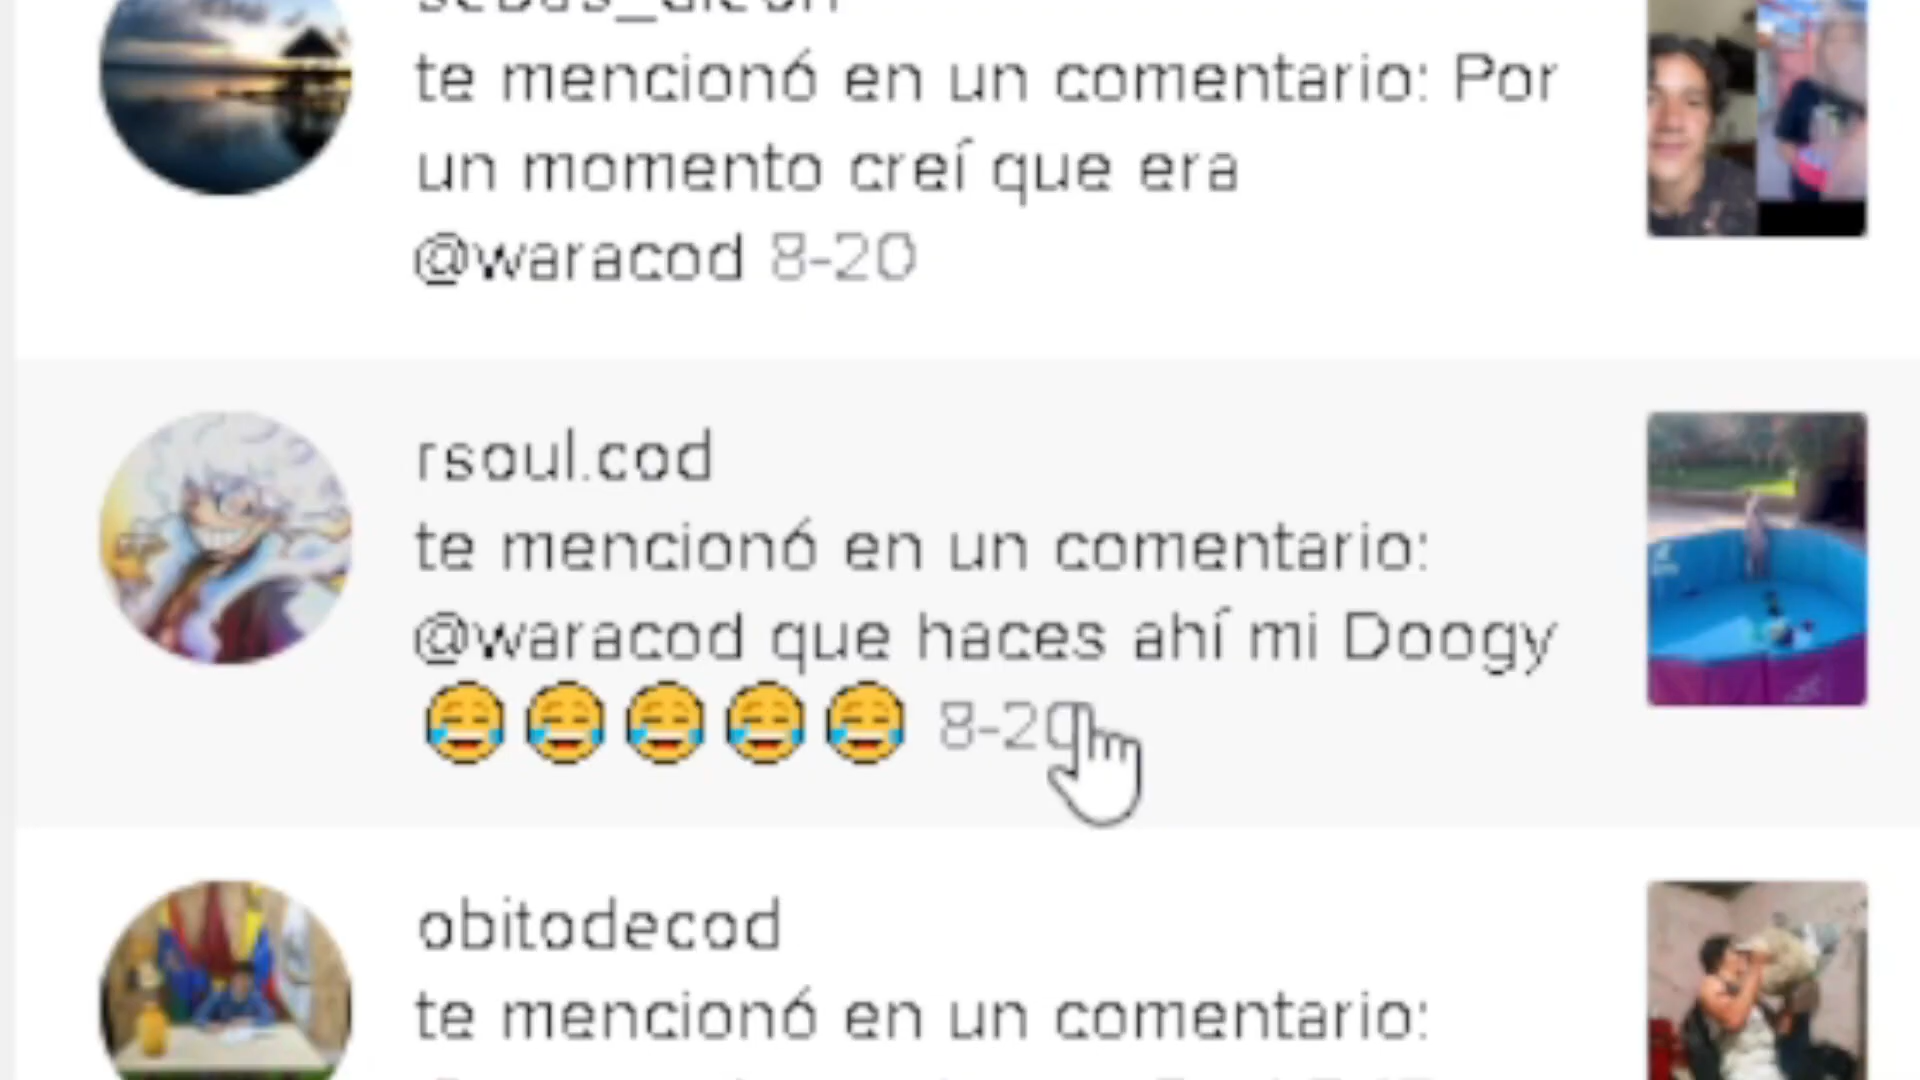 te mencionó en un comentario: Por
un momento creí que era
@waracod 8-20
rsoul.cod
te mencionó en un comentario:
@waracod que haces ahí mi Doogy
😂😂😂😂😂 8-20
obitodecod
te mencionó en un comentario: